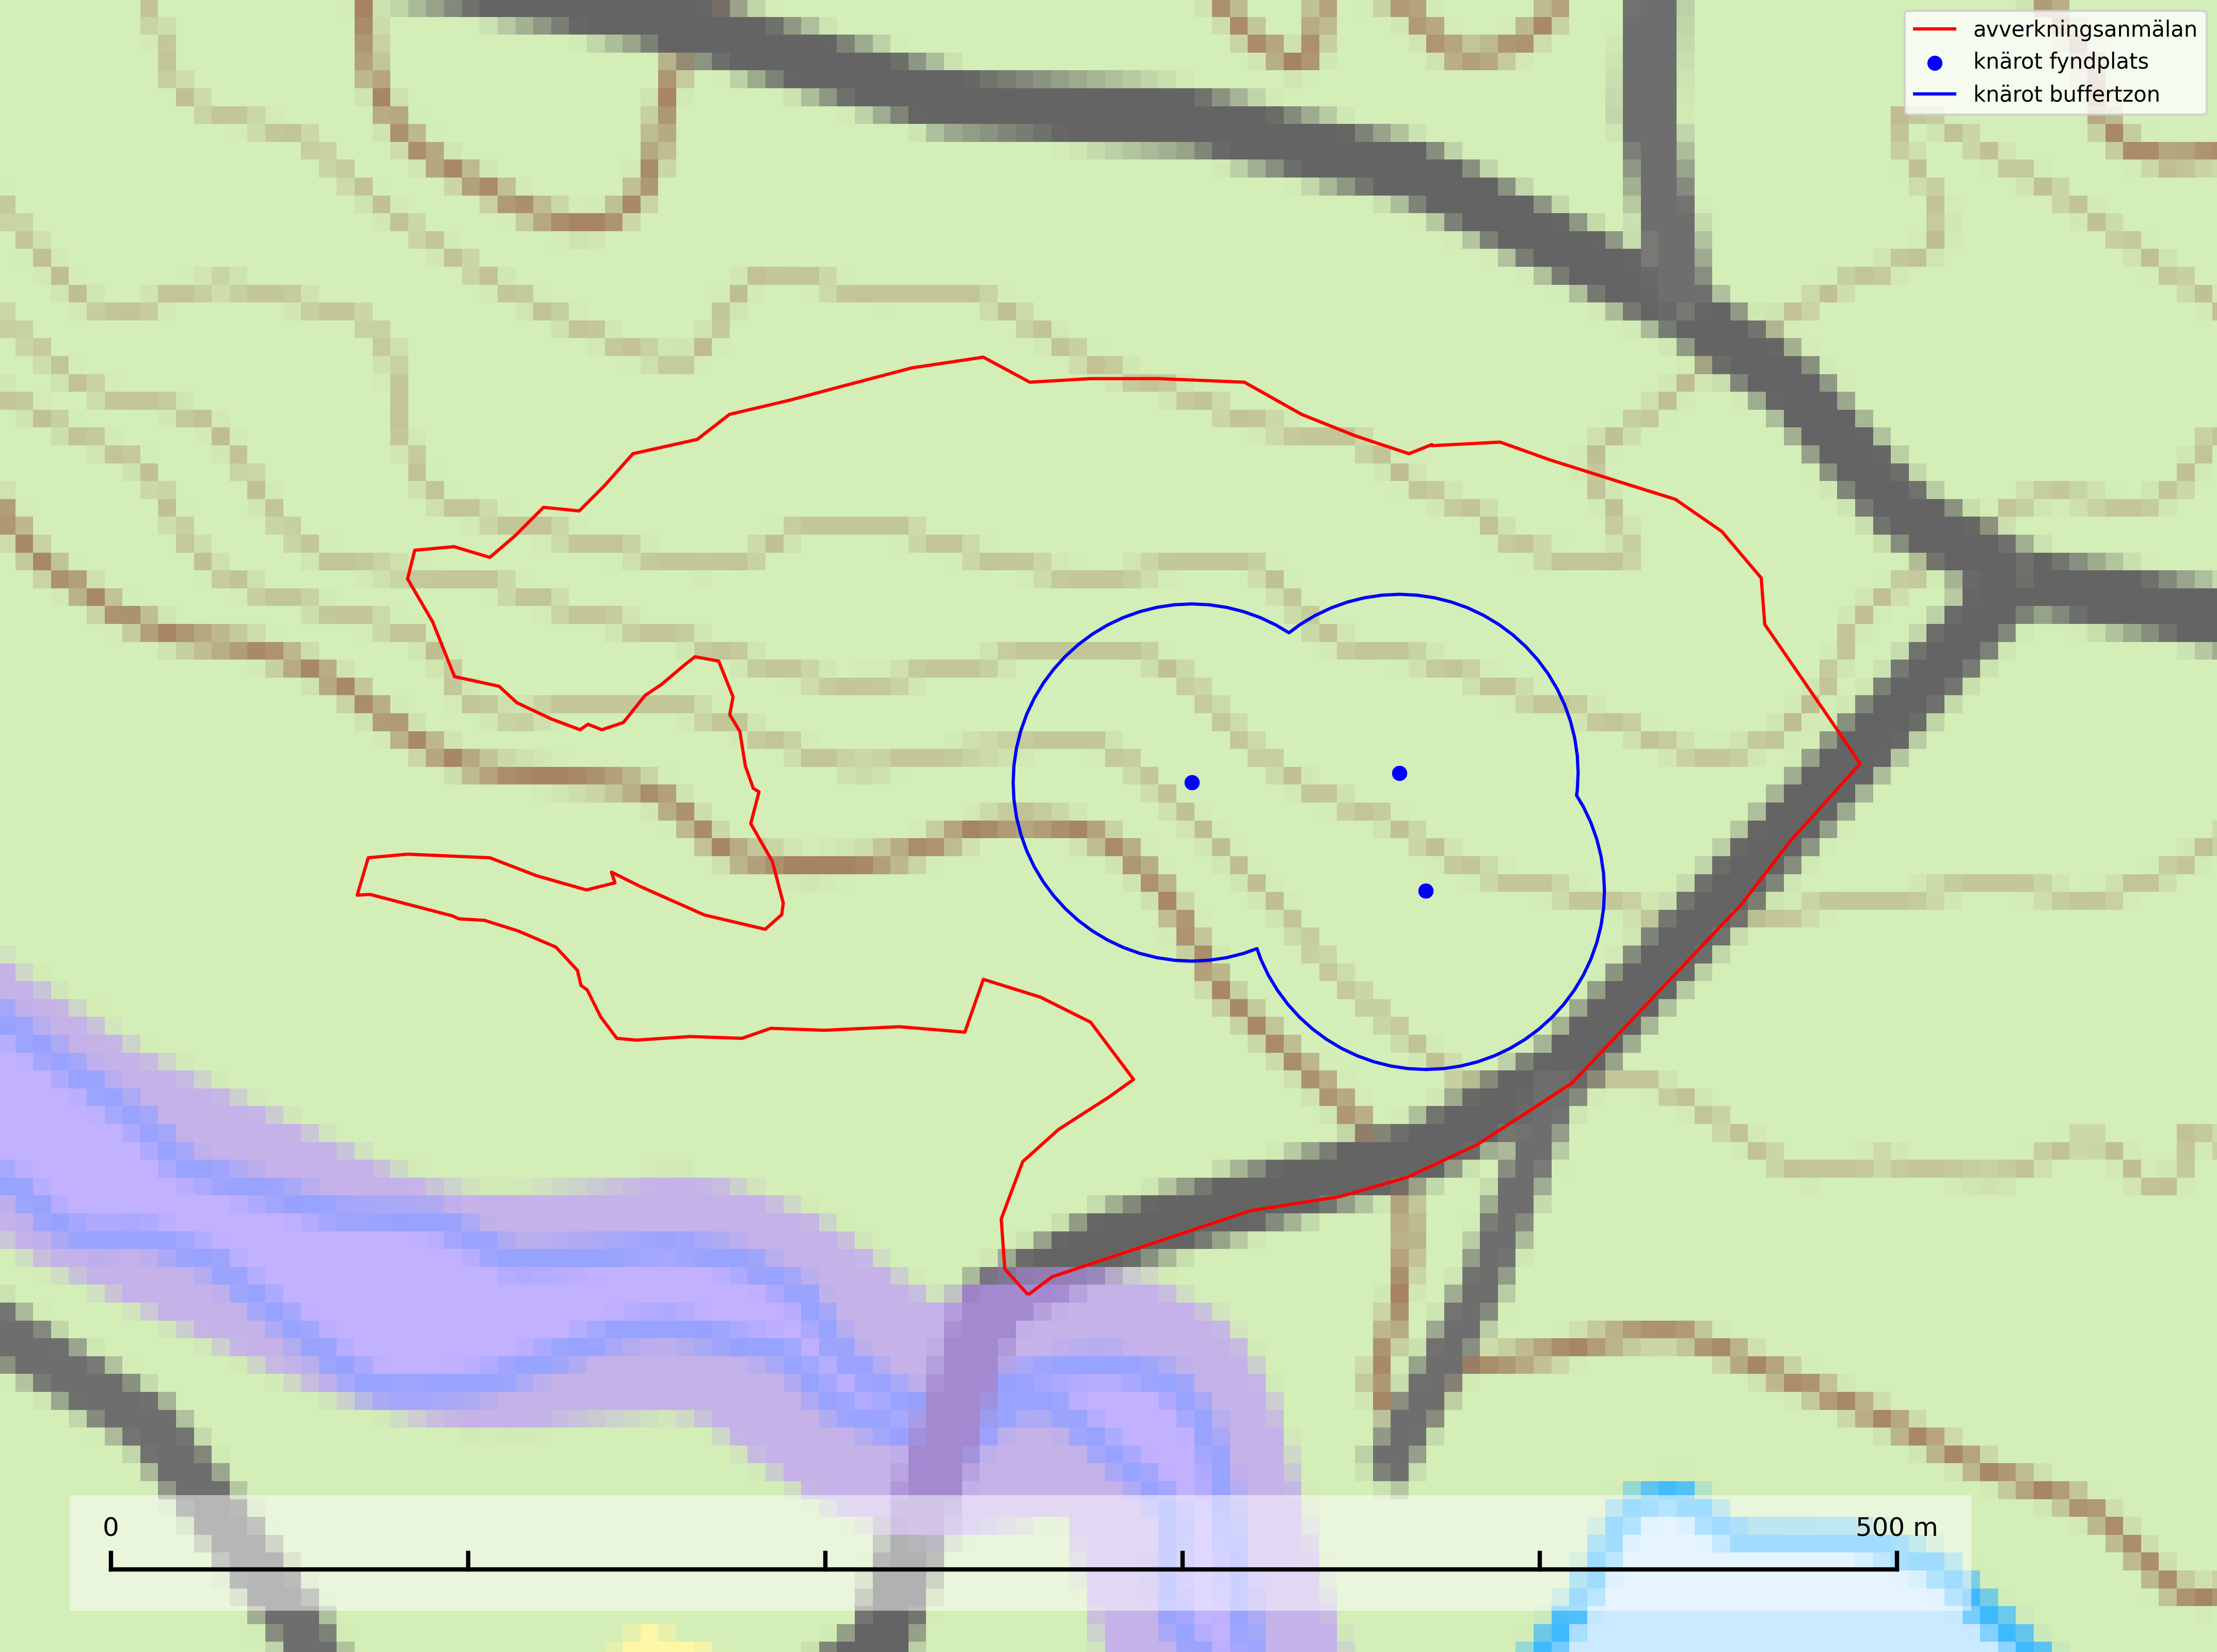 avverkningsanmälan
knärot fyndplats
knärot buffertzon
0
500 m